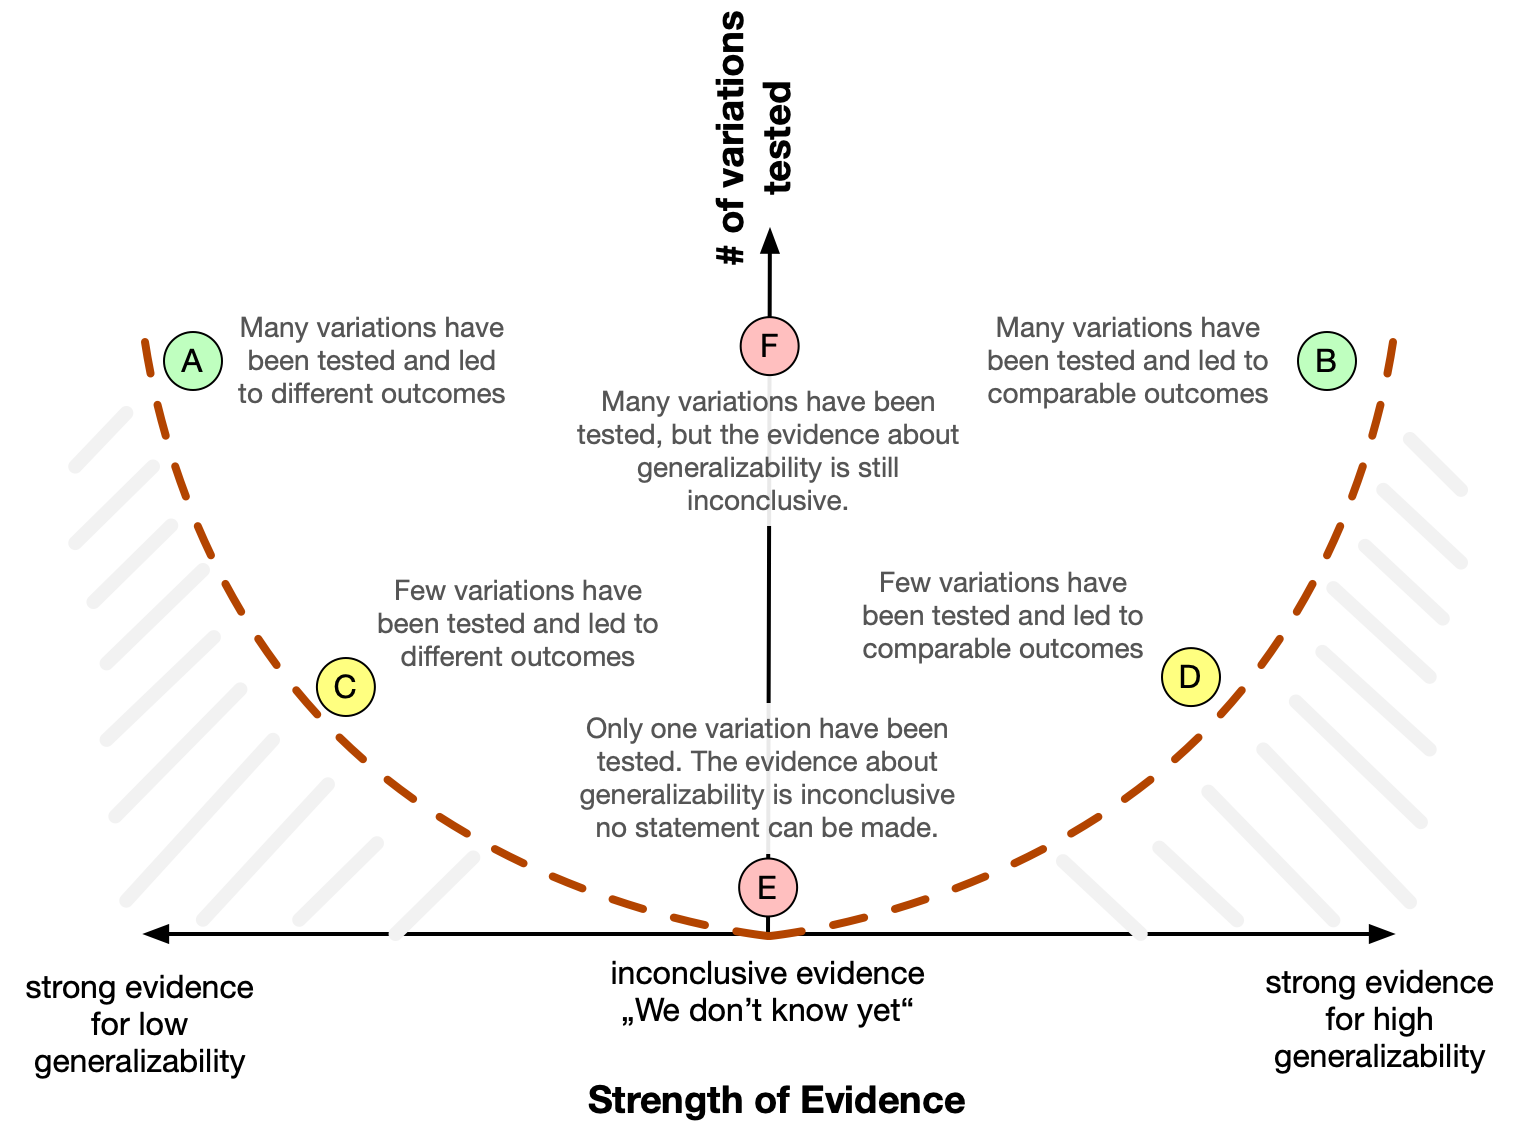 # of variations
tested
A
Many variations have
been tested and led
to different outcomes
F
Many variations have been
tested, but the evidence about
generalizability is still
inconclusive.
Many variations have
been tested and led to
comparable outcomes
B
Few variations have
been tested and led to
different outcomes
C
Few variations have
been tested and led to
comparable outcomes
D
Only one variation have been
tested. The evidence about
generalizability is inconclusive
no statement can be made.
E
strong evidence
for low
generalizability
inconclusive evidence
„We don’t know yet“
strong evidence
for high
generalizability
Strength of Evidence